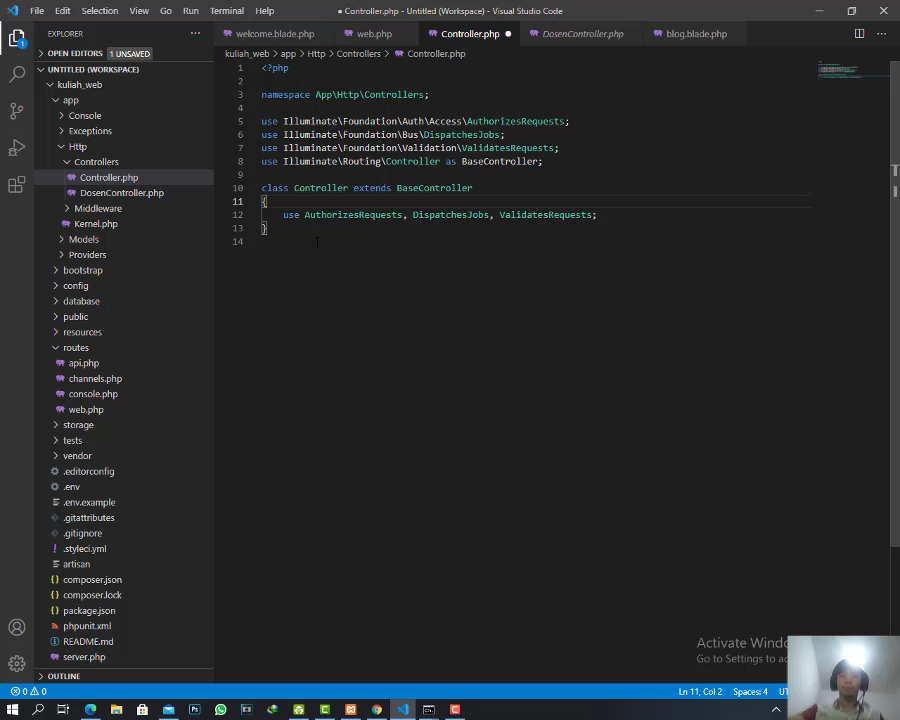 File Edit Selection View Go Run Terminal Help
● Controller.php - Untitled (Workspace) - Visual Studio Code
EXPLORER ···
welcome.blade.php web.php Controller.php ● DosenController.php blog.blade.php ···
OPEN EDITORS 1 UNSAVED
kuliah_web > app > Http > Controllers > Controller.php
UNTITLED (WORKSPACE)
kuliah_web
app
Console
Exceptions
Http
Controllers
Controller.php
DosenController.php
Middleware
Kernel.php
Models
Providers
bootstrap
config
database
public
resources
routes
api.php
channels.php
console.php
web.php
storage
tests
vendor
.editorconfig
.env
.env.example
.gitattributes
.gitignore
.styleci.yml
artisan
composer.json
composer.lock
package.json
phpunit.xml
README.md
server.php
OUTLINE
1 <?php
2
3 namespace App\Http\Controllers;
4
5 use Illuminate\Foundation\Auth\Access\AuthorizesRequests;
6 use Illuminate\Foundation\Bus\DispatchesJobs;
7 use Illuminate\Foundation\Validation\ValidatesRequests;
8 use Illuminate\Routing\Controller as BaseController;
9
10 class Controller extends BaseController
11 {
12 use AuthorizesRequests, DispatchesJobs, ValidatesRequests;
13 }
14
Activate Windo
Go to Settings to a
0 0 Ln 11, Col 2 Spaces: 4 UT